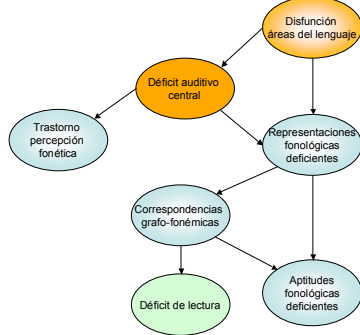 Disfunción
áreas del lenguaje
Déficit auditivo
central
Trastorno
percepción
fonética
Representaciones
fonológicas
deficientes
Correspondencias
grafo-fonémicas
Déficit de lectura
Aptitudes
fonológicas
deficientes